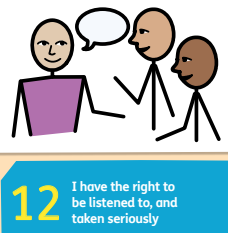 12
I have the right to
be listened to, and
taken seriously